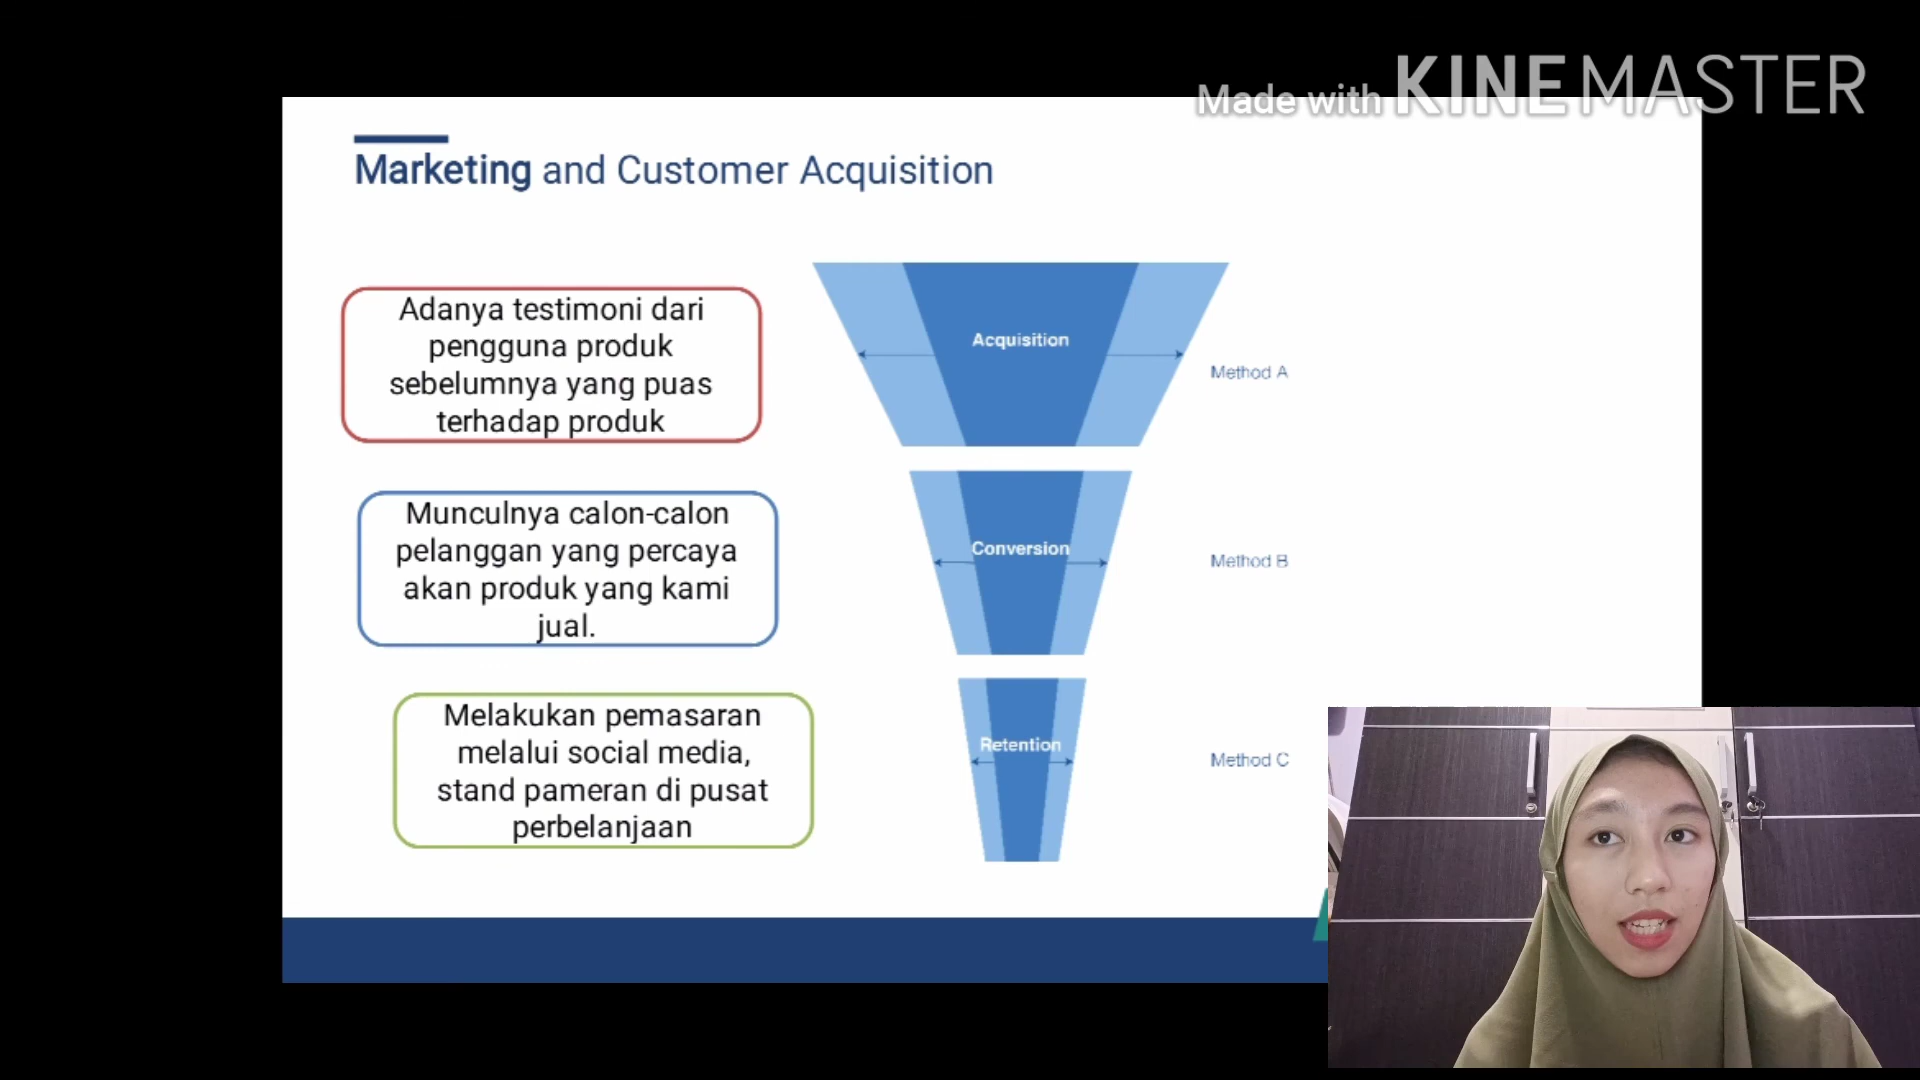 Made with KINEMASTER
Marketing and Customer Acquisition
Adanya testimoni dari
pengguna produk
sebelumnya yang puas
terhadap produk
Acquisition
Method A
Munculnya calon-calon
pelanggan yang percaya
akan produk yang kami
jual.
Conversion
Method B
Melakukan pemasaran
melalui social media,
stand pameran di pusat
perbelanjaan
Retention
Method C